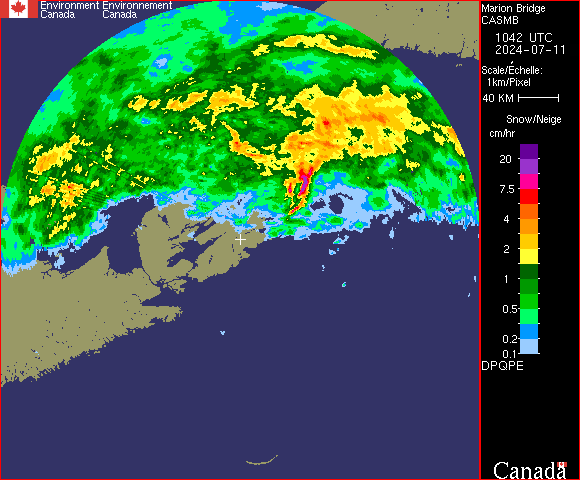 Environment Environnement
Canada Canada
Marion Bridge
CASMB
1042 UTC
2024-07-11
Scale/Échelle:
1km/Pixel
40 KM
Snow/Neige
cm/hr
20
7.5
4
2
1
0.5
0.2
0.1
DPQPE
Canada